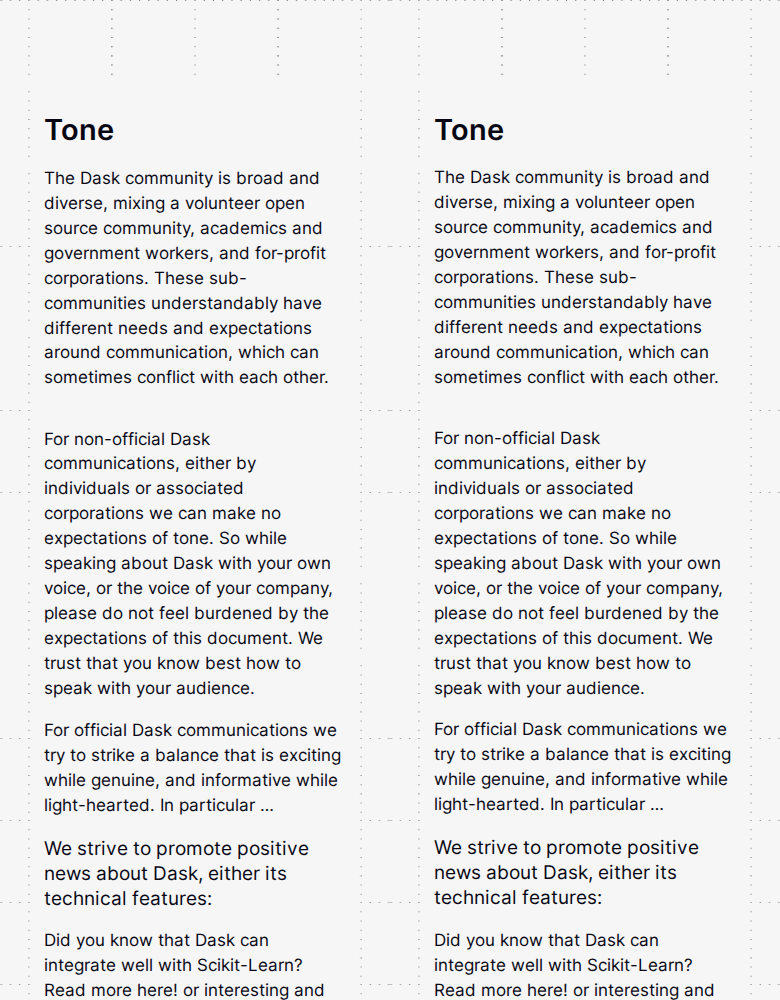 Tone
The Dask community is broad and
diverse, mixing a volunteer open
source community, academics and
government workers, and for-profit
corporations. These sub-
communities understandably have
different needs and expectations
around communication, which can
sometimes conflict with each other.
For non-official Dask
communications, either by
individuals or associated
corporations we can make no
expectations of tone. So while
speaking about Dask with your own
voice, or the voice of your company,
please do not feel burdened by the
expectations of this document. We
trust that you know best how to
speak with your audience.
For official Dask communications we
try to strike a balance that is exciting
while genuine, and informative while
light-hearted. In particular ...
We strive to promote positive
news about Dask, either its
technical features:
Did you know that Dask can
integrate well with Scikit-Learn?
Read more here! or interesting and
Tone
The Dask community is broad and
diverse, mixing a volunteer open
source community, academics and
government workers, and for-profit
corporations. These sub-
communities understandably have
different needs and expectations
around communication, which can
sometimes conflict with each other.
For non-official Dask
communications, either by
individuals or associated
corporations we can make no
expectations of tone. So while
speaking about Dask with your own
voice, or the voice of your company,
please do not feel burdened by the
expectations of this document. We
trust that you know best how to
speak with your audience.
For official Dask communications we
try to strike a balance that is exciting
while genuine, and informative while
light-hearted. In particular ...
We strive to promote positive
news about Dask, either its
technical features:
Did you know that Dask can
integrate well with Scikit-Learn?
Read more here! or interesting and